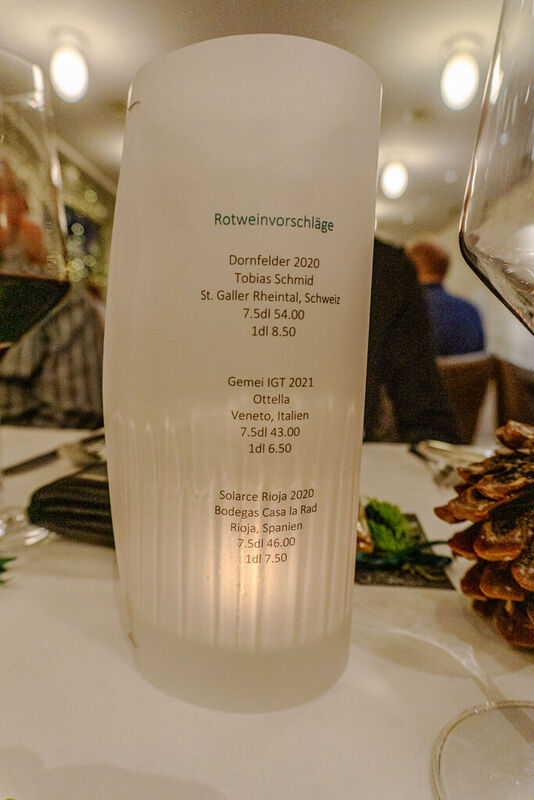 Rotweinvorschläge
Dornfelder 2020
Tobias Schmid
St. Galler Rheintal, Schweiz
7.5dl 54.00
1dl 8.50
Gemei IGT 2021
Ottella
Veneto, Italien
7.5dl 43.00
1dl 6.50
Solarce Rioja 2020
Bodegas Casa la Rad
Rioja, Spanien
7.5dl 46.00
1dl 7.50